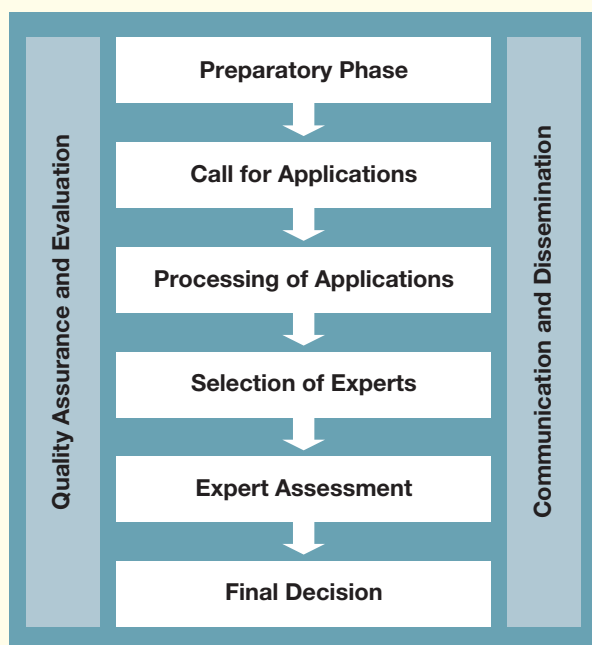 Quality Assurance and Evaluation
Preparatory Phase
Call for Applications
Processing of Applications
Selection of Experts
Expert Assessment
Final Decision
Communication and Dissemination